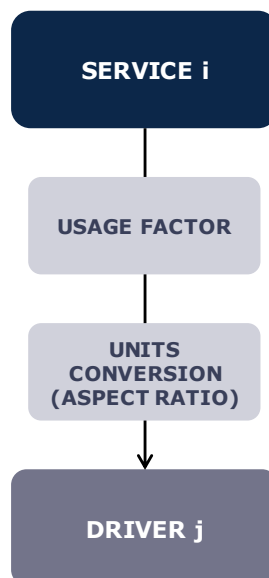 SERVICE i
USAGE FACTOR
UNITS
CONVERSION
(ASPECT RATIO)
DRIVER j